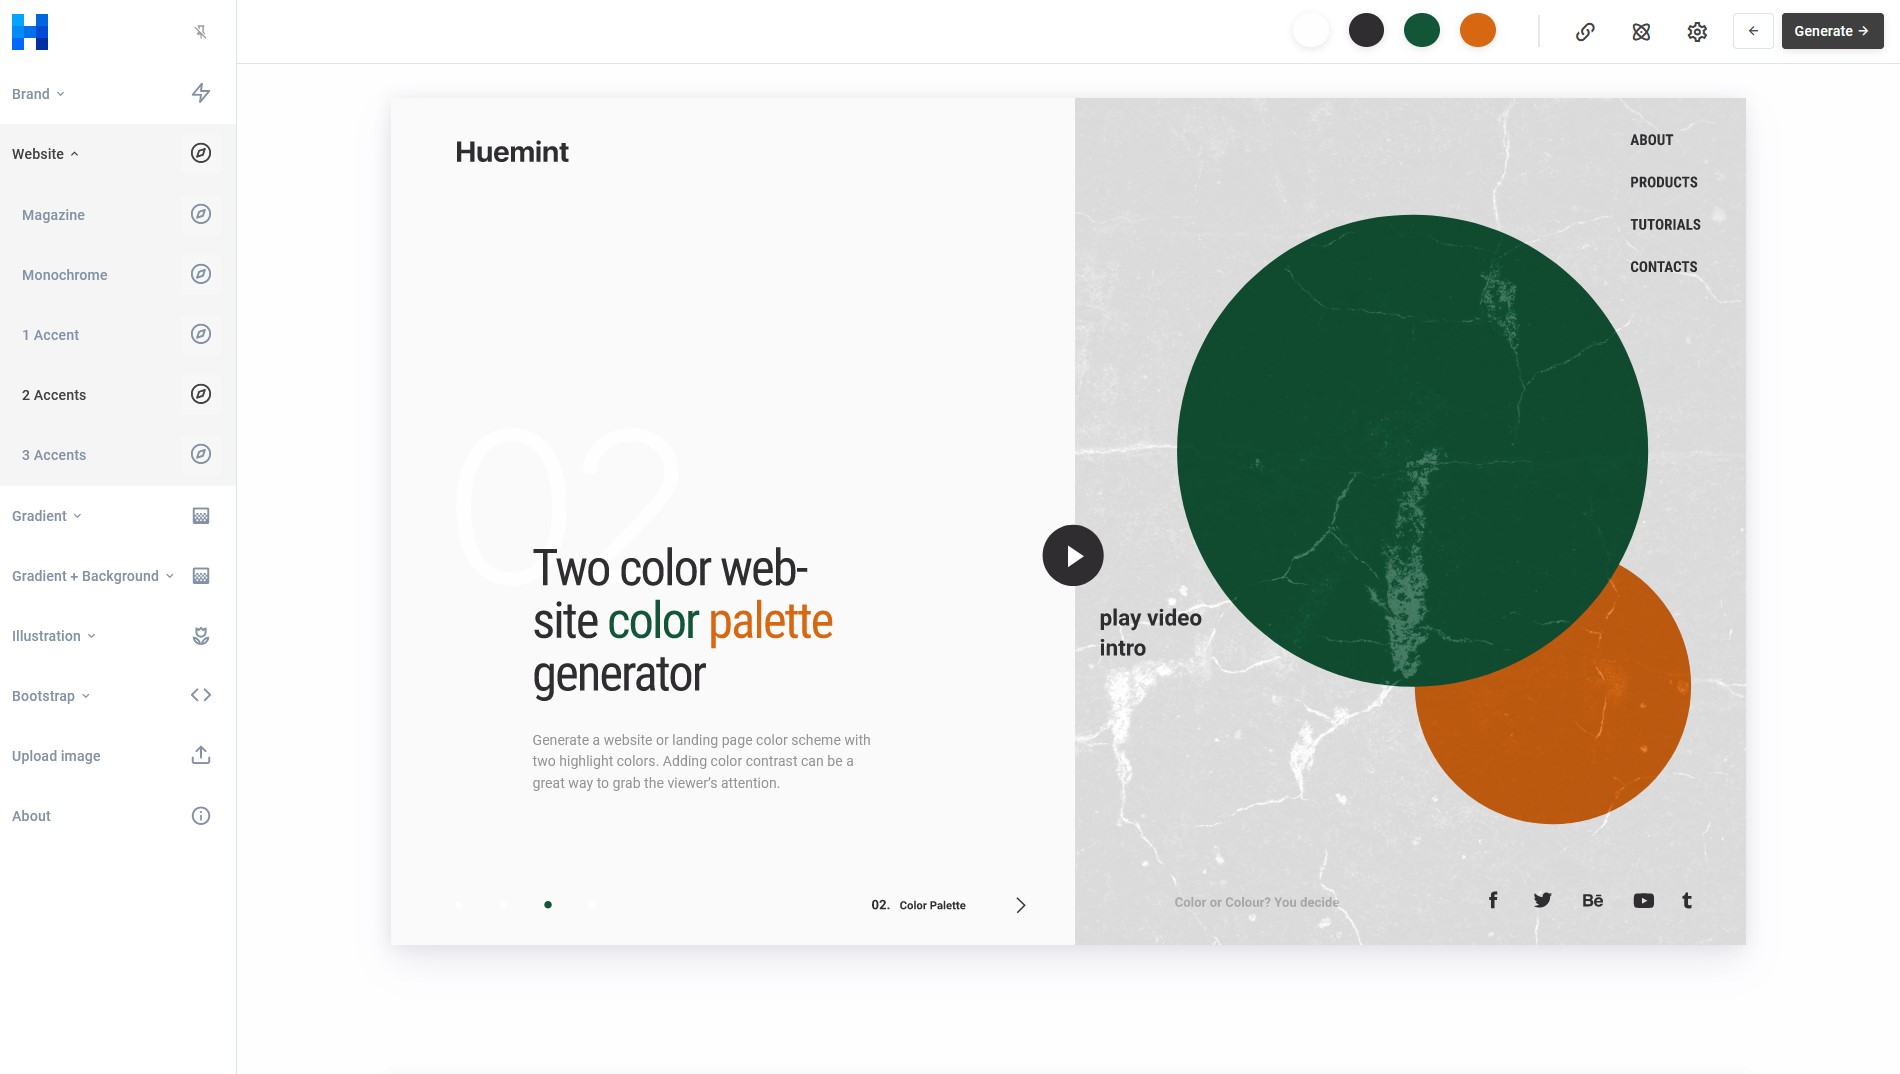 Generate
Brand
Website
Magazine
Monochrome
1 Accent
2 Accents
3 Accents
Gradient
Gradient + Background
Illustration
Bootstrap
Upload image
About
Huemint
ABOUT
PRODUCTS
TUTORIALS
CONTACTS
02
Two color web-
site color palette
generator
play video
intro
Generate a website or landing page color scheme with
two highlight colors. Adding color contrast can be a
great way to grab the viewer's attention.
02. Color Palette
Color or Colour? You decide
f Bē t